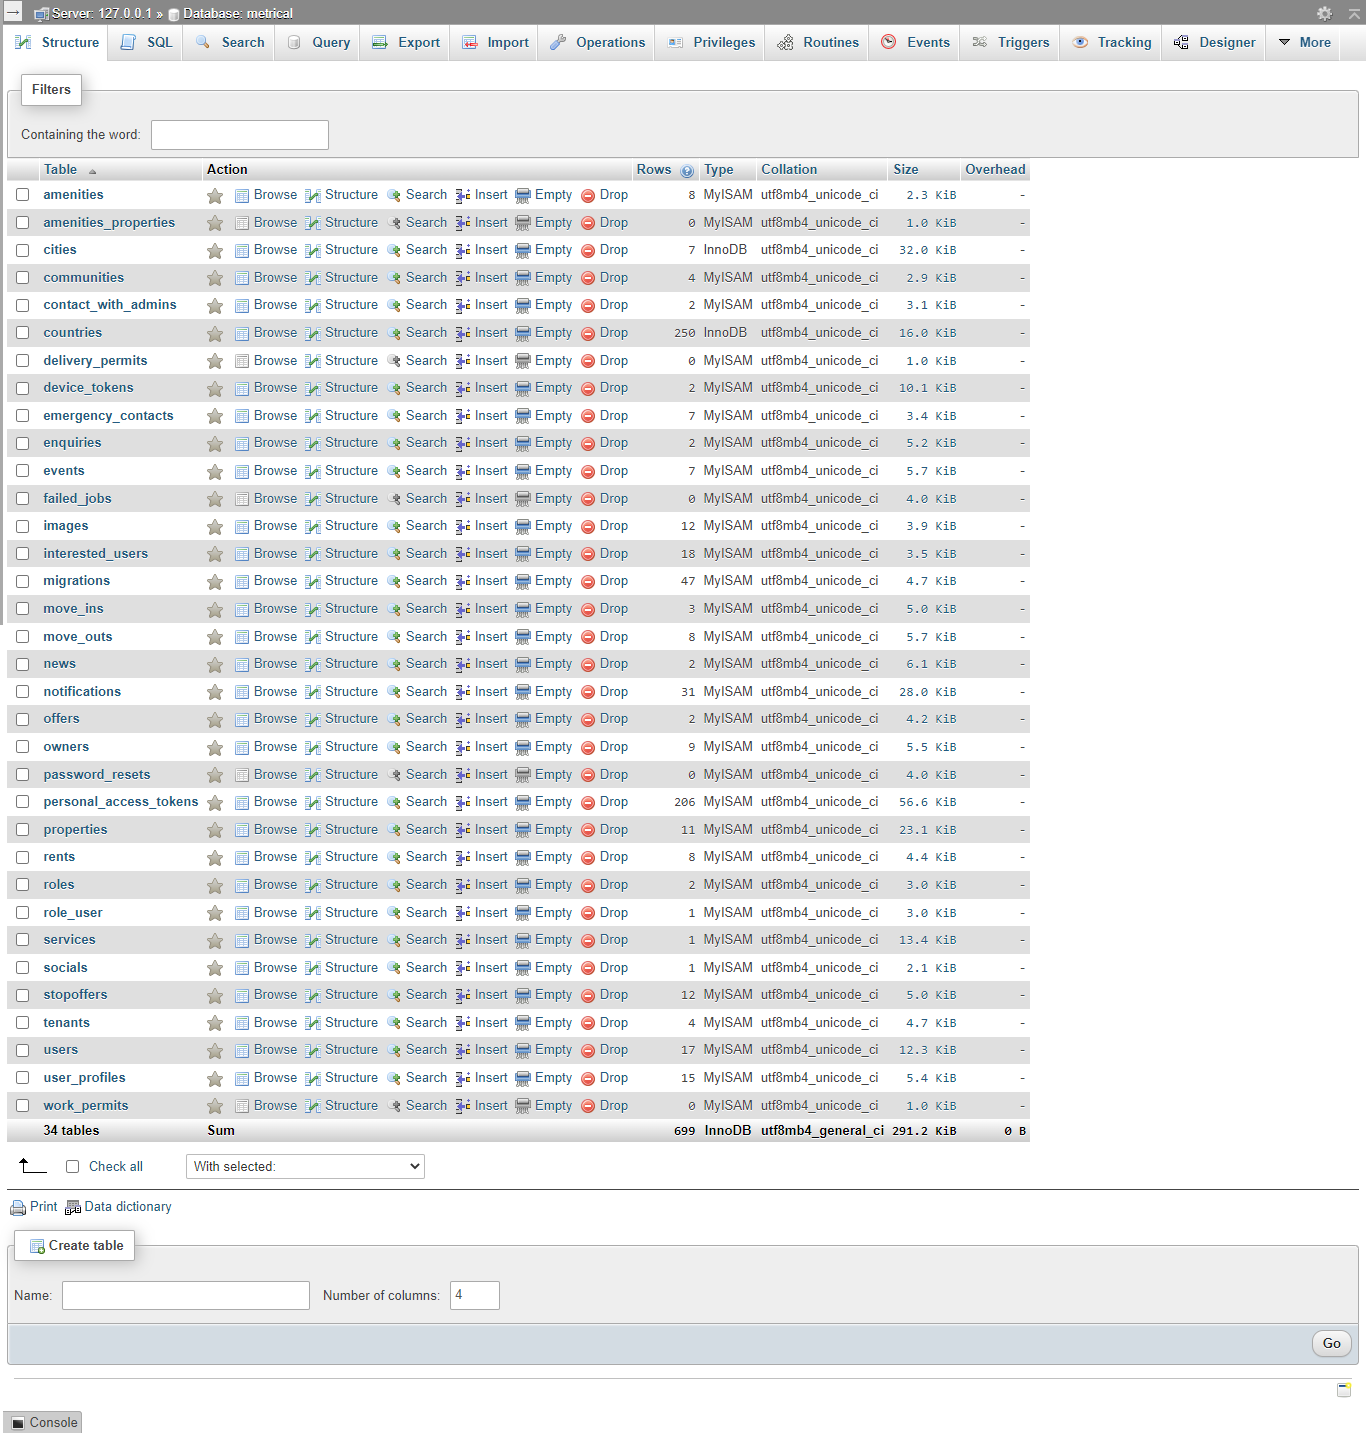 Server: 127.0.0.1 » Database: metrical
Structure SQL Search Query Export Import Operations Privileges Routines Events Triggers Tracking Designer More
Filters
Containing the word:
Table Action Rows Type Collation Size Overhead
amenities Browse Structure Search Insert Empty Drop 8 MyISAM utf8mb4_unicode_ci 2.3 KiB -
amenities_properties Browse Structure Search Insert Empty Drop 0 MyISAM utf8mb4_unicode_ci 1.0 KiB -
cities Browse Structure Search Insert Empty Drop 7 InnoDB utf8mb4_unicode_ci 32.0 KiB -
communities Browse Structure Search Insert Empty Drop 4 MyISAM utf8mb4_unicode_ci 2.9 KiB -
contact_with_admins Browse Structure Search Insert Empty Drop 2 MyISAM utf8mb4_unicode_ci 3.1 KiB -
countries Browse Structure Search Insert Empty Drop 250 InnoDB utf8mb4_unicode_ci 16.0 KiB -
delivery_permits Browse Structure Search Insert Empty Drop 0 MyISAM utf8mb4_unicode_ci 1.0 KiB -
device_tokens Browse Structure Search Insert Empty Drop 2 MyISAM utf8mb4_unicode_ci 10.1 KiB -
emergency_contacts Browse Structure Search Insert Empty Drop 7 MyISAM utf8mb4_unicode_ci 3.4 KiB -
enquiries Browse Structure Search Insert Empty Drop 2 MyISAM utf8mb4_unicode_ci 5.2 KiB -
events Browse Structure Search Insert Empty Drop 7 MyISAM utf8mb4_unicode_ci 5.7 KiB -
failed_jobs Browse Structure Search Insert Empty Drop 0 MyISAM utf8mb4_unicode_ci 4.0 KiB -
images Browse Structure Search Insert Empty Drop 12 MyISAM utf8mb4_unicode_ci 3.9 KiB -
interested_users Browse Structure Search Insert Empty Drop 18 MyISAM utf8mb4_unicode_ci 3.5 KiB -
migrations Browse Structure Search Insert Empty Drop 47 MyISAM utf8mb4_unicode_ci 4.7 KiB -
move_ins Browse Structure Search Insert Empty Drop 3 MyISAM utf8mb4_unicode_ci 5.0 KiB -
move_outs Browse Structure Search Insert Empty Drop 8 MyISAM utf8mb4_unicode_ci 5.7 KiB -
news Browse Structure Search Insert Empty Drop 2 MyISAM utf8mb4_unicode_ci 6.1 KiB -
notifications Browse Structure Search Insert Empty Drop 31 MyISAM utf8mb4_unicode_ci 28.0 KiB -
offers Browse Structure Search Insert Empty Drop 2 MyISAM utf8mb4_unicode_ci 4.2 KiB -
owners Browse Structure Search Insert Empty Drop 9 MyISAM utf8mb4_unicode_ci 5.5 KiB -
password_resets Browse Structure Search Insert Empty Drop 0 MyISAM utf8mb4_unicode_ci 4.0 KiB -
personal_access_tokens Browse Structure Search Insert Empty Drop 206 MyISAM utf8mb4_unicode_ci 56.6 KiB -
properties Browse Structure Search Insert Empty Drop 11 MyISAM utf8mb4_unicode_ci 23.1 KiB -
rents Browse Structure Search Insert Empty Drop 8 MyISAM utf8mb4_unicode_ci 4.4 KiB -
roles Browse Structure Search Insert Empty Drop 2 MyISAM utf8mb4_unicode_ci 3.0 KiB -
role_user Browse Structure Search Insert Empty Drop 1 MyISAM utf8mb4_unicode_ci 3.0 KiB -
services Browse Structure Search Insert Empty Drop 1 MyISAM utf8mb4_unicode_ci 13.4 KiB -
socials Browse Structure Search Insert Empty Drop 1 MyISAM utf8mb4_unicode_ci 2.1 KiB -
stopoffers Browse Structure Search Insert Empty Drop 12 MyISAM utf8mb4_unicode_ci 5.0 KiB -
tenants Browse Structure Search Insert Empty Drop 4 MyISAM utf8mb4_unicode_ci 4.7 KiB -
users Browse Structure Search Insert Empty Drop 17 MyISAM utf8mb4_unicode_ci 12.3 KiB -
user_profiles Browse Structure Search Insert Empty Drop 15 MyISAM utf8mb4_unicode_ci 5.4 KiB -
work_permits Browse Structure Search Insert Empty Drop 0 MyISAM utf8mb4_unicode_ci 1.0 KiB -
34 tables Sum 699 InnoDB utf8mb4_general_ci 291.2 KiB 0 B
Check all With selected:
Print Data dictionary
Create table
Name: Number of columns: 4
Go
Console